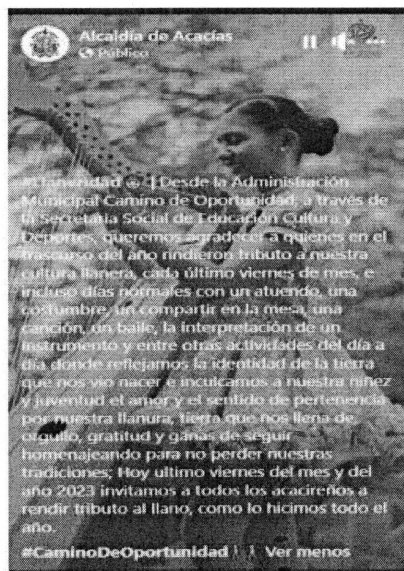 Alcaldía de Acacías
Público
#Llaneridad | Desde la Administración
Municipal Camino de Oportunidad, a través de
la Secretaria Social de Educación Cultura y
Deportes, queremos agradecer a quienes en el
trascurso del año rindieron tributo a nuestra
cultura llanera, cada último viernes de mes, e
incluso días normales con un atuendo, una
costumbre, un compartir en la mesa, una
canción, un baile, la interpretación de un
instrumento y entre otras actividades del día a
día donde reflejamos la identidad de la tierra
que nos vio nacer e inculcamos a nuestra niñez
y juventud el amor y el sentido de pertenencia
por nuestra llanura, tierra que nos llena de
orgullo, gratitud y ganas de seguir
homenajeando para no perder nuestras
tradiciones; Hoy ultimo viernes del mes y del
año 2023 invitamos a todos los acacireños a
rendir tributo al llano, como lo hicimos todo el
año.
#CaminoDeOportunidad Ver menos